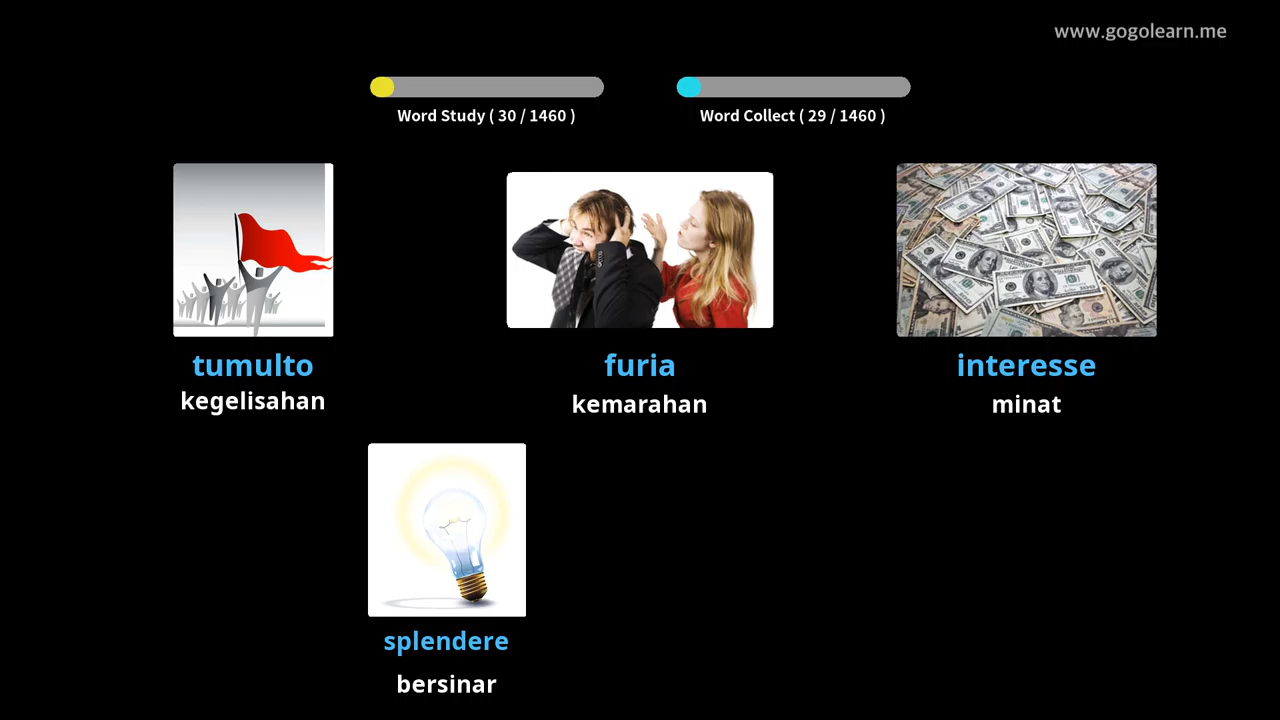 www.gogolearn.me
Word Study ( 30 / 1460 )
Word Collect ( 29 / 1460 )
tumulto
kegelisahan
furia
kemarahan
interesse
minat
splendere
bersinar